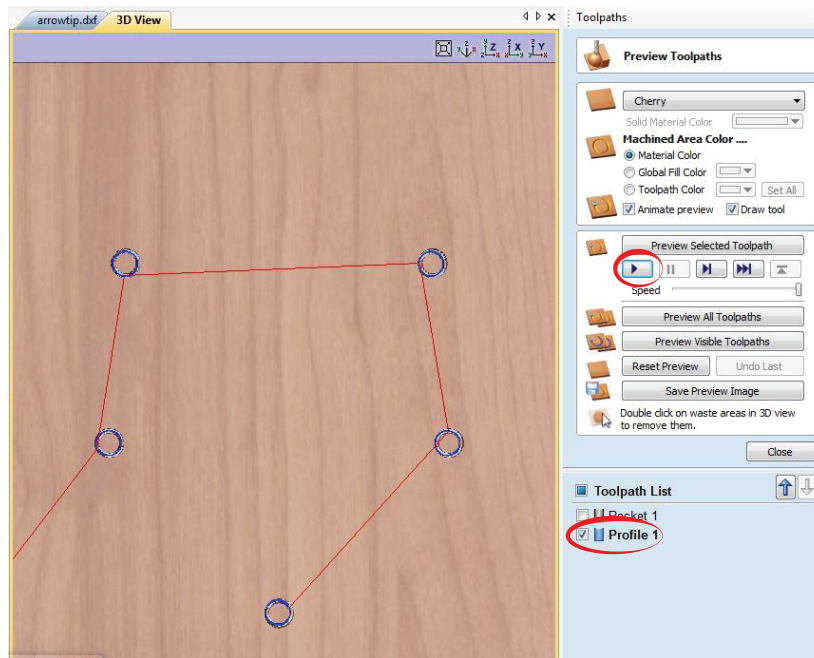 arrowtip.dxf
3D View
Toolpaths
Preview Toolpaths
Cherry
Solid Material Color
Machined Area Color ....
Material Color
Global Fill Color
Toolpath Color
Set All
Animate preview
Draw tool
Preview Selected Toolpath
Speed
Preview All Toolpaths
Preview Visible Toolpaths
Reset Preview
Undo Last
Save Preview Image
Double click on waste areas in 3D view
to remove them.
Close
Toolpath List
Pocket 1
Profile 1